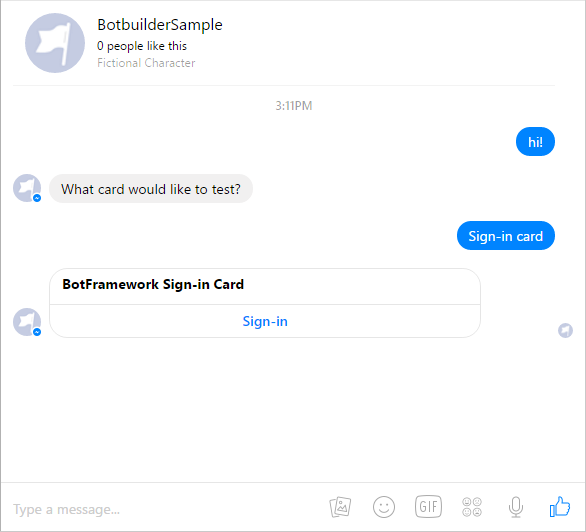 BotbuilderSample
0 people like this
Fictional Character
3:11PM
hi!
What card would like to test?
Sign-in card
BotFramework Sign-in Card
Sign-in
Type a message...
GIF